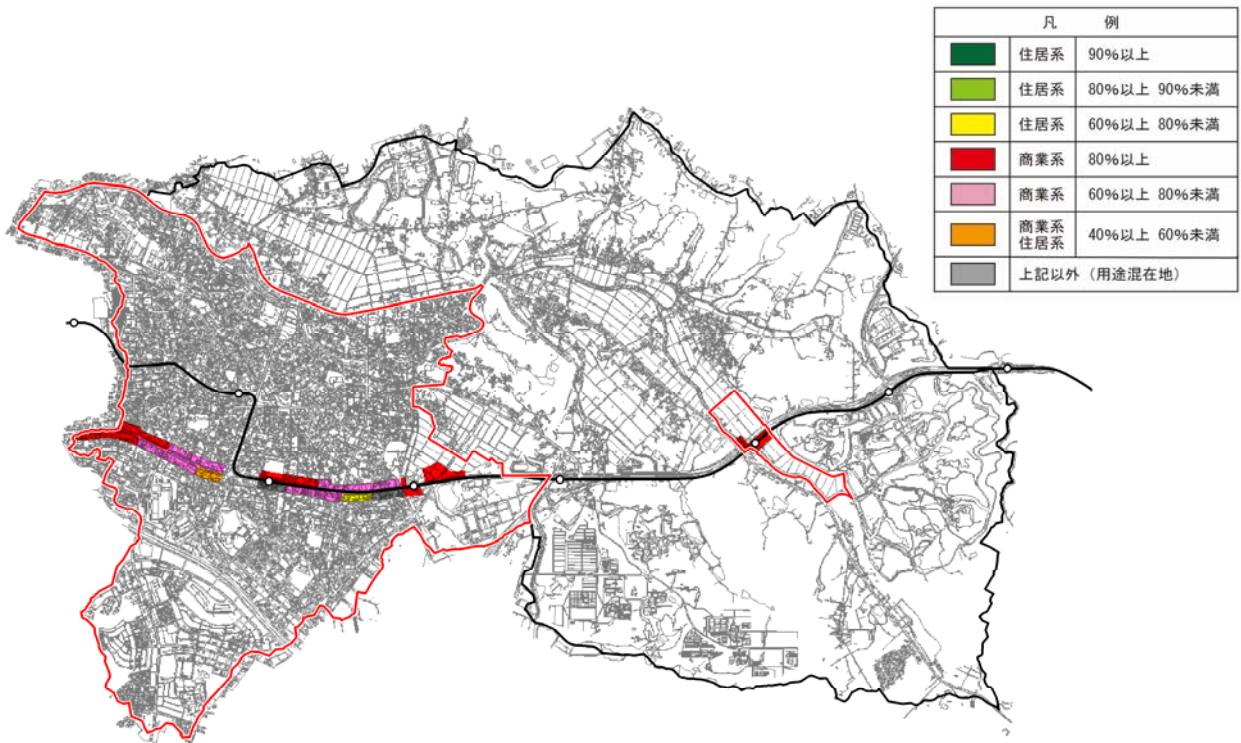 凡 例
住居系 90%以上
住居系 80%以上 90%未満
住居系 60%以上 80%未満
商業系 80%以上
商業系 60%以上 80%未満
商業系
住居系 40%以上 60%未満
上記以外（用途混在地）